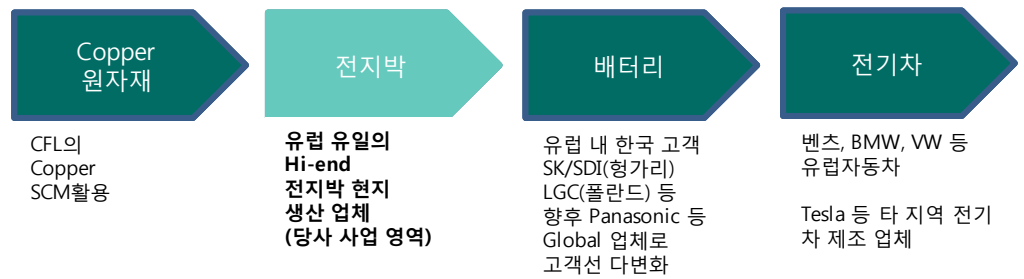 Copper
원자재
전지박
배터리
전기차
CFL의
Copper
SCM활용
유럽 유일의
Hi-end
전지박 현지
생산 업체
(당사 사업 영역)
유럽 내 한국 고객
SK/SDI(헝가리)
LGC(폴란드) 등
향후 Panasonic 등
Global 업체로
고객선 다변화
벤츠, BMW, VW 등
유럽자동차
Tesla 등 타 지역 전기
차 제조 업체